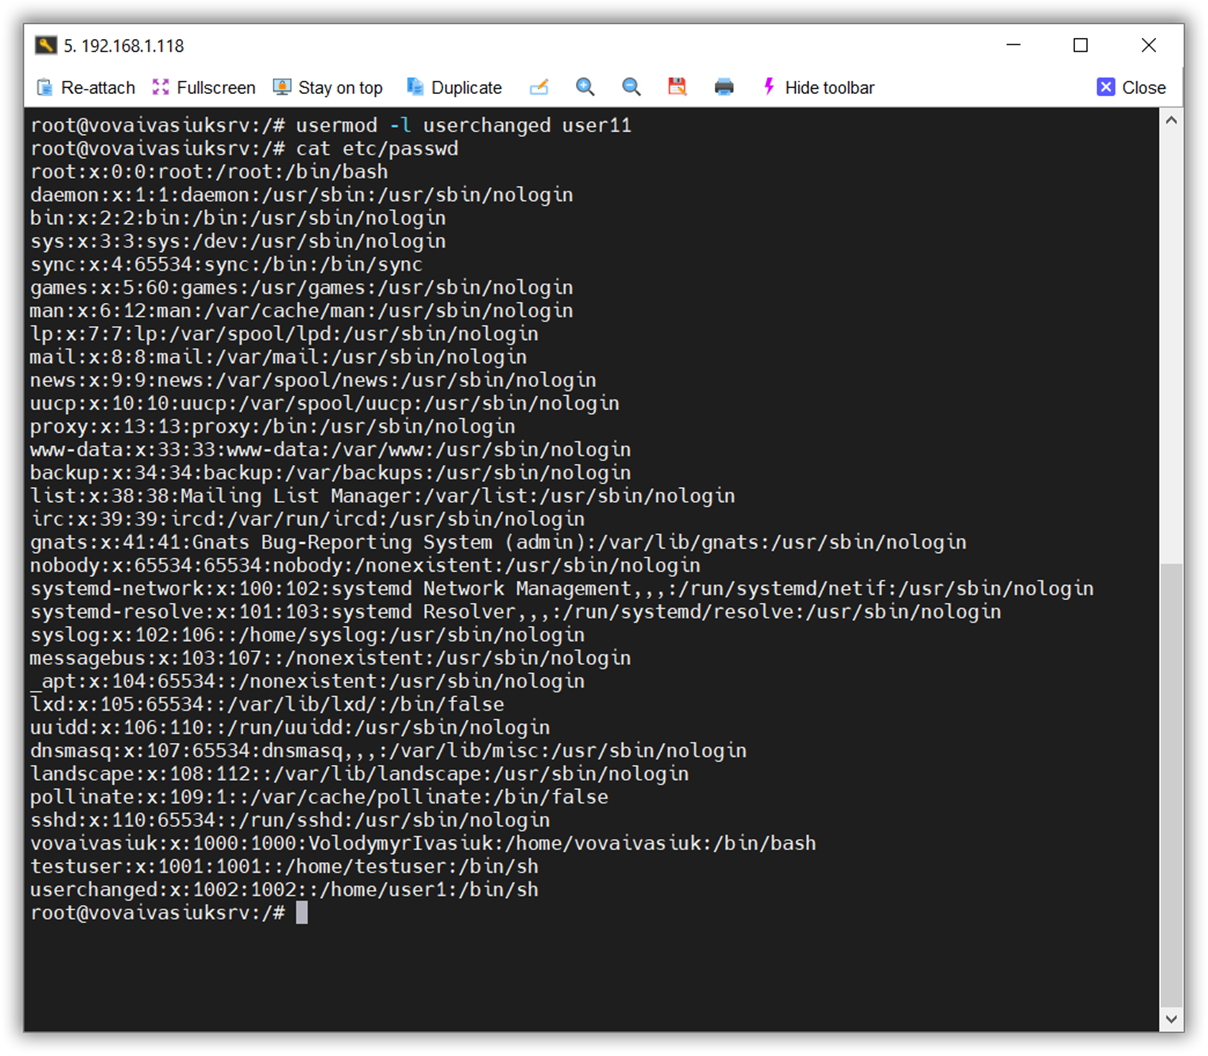 5. 192.168.1.118
Re-attach Fullscreen Stay on top Duplicate Hide toolbar Close
root@vovaivasiuksrv:/# usermod -l userchanged user11
root@vovaivasiuksrv:/# cat etc/passwd
root:x:0:0:root:/root:/bin/bash
daemon:x:1:1:daemon:/usr/sbin:/usr/sbin/nologin
bin:x:2:2:bin:/bin:/usr/sbin/nologin
sys:x:3:3:sys:/dev:/usr/sbin/nologin
sync:x:4:65534:sync:/bin:/bin/sync
games:x:5:60:games:/usr/games:/usr/sbin/nologin
man:x:6:12:man:/var/cache/man:/usr/sbin/nologin
lp:x:7:7:lp:/var/spool/lpd:/usr/sbin/nologin
mail:x:8:8:mail:/var/mail:/usr/sbin/nologin
news:x:9:9:news:/var/spool/news:/usr/sbin/nologin
uucp:x:10:10:uucp:/var/spool/uucp:/usr/sbin/nologin
proxy:x:13:13:proxy:/bin:/usr/sbin/nologin
www-data:x:33:33:www-data:/var/www:/usr/sbin/nologin
backup:x:34:34:backup:/var/backups:/usr/sbin/nologin
list:x:38:38:Mailing List Manager:/var/list:/usr/sbin/nologin
irc:x:39:39:ircd:/var/run/ircd:/usr/sbin/nologin
gnats:x:41:41:Gnats Bug-Reporting System (admin):/var/lib/gnats:/usr/sbin/nologin
nobody:x:65534:65534:nobody:/nonexistent:/usr/sbin/nologin
systemd-network:x:100:102:systemd Network Management,,,:/run/systemd/netif:/usr/sbin/nologin
systemd-resolve:x:101:103:systemd Resolver,,,:/run/systemd/resolve:/usr/sbin/nologin
syslog:x:102:106::/home/syslog:/usr/sbin/nologin
messagebus:x:103:107::/nonexistent:/usr/sbin/nologin
_apt:x:104:65534::/nonexistent:/usr/sbin/nologin
lxd:x:105:65534::/var/lib/lxd/:/bin/false
uuidd:x:106:110::/run/uuidd:/usr/sbin/nologin
dnsmasq:x:107:65534:dnsmasq,,,:/var/lib/misc:/usr/sbin/nologin
landscape:x:108:112::/var/lib/landscape:/usr/sbin/nologin
pollinate:x:109:1::/var/cache/pollinate:/bin/false
sshd:x:110:65534::/run/sshd:/usr/sbin/nologin
vovaivasiuk:x:1000:1000:VolodymyrIvasiuk:/home/vovaivasiuk:/bin/bash
testuser:x:1001:1001::/home/testuser:/bin/sh
userchanged:x:1002:1002::/home/user1:/bin/sh
root@vovaivasiuksrv:/#